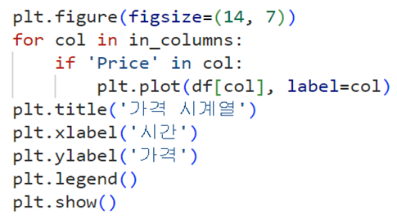 plt.figure(figsize=(14, 7))
for col in in_columns:
    if 'Price' in col:
        plt.plot(df[col], label=col)
plt.title('가격 시계열')
plt.xlabel('시간')
plt.ylabel('가격')
plt.legend()
plt.show()